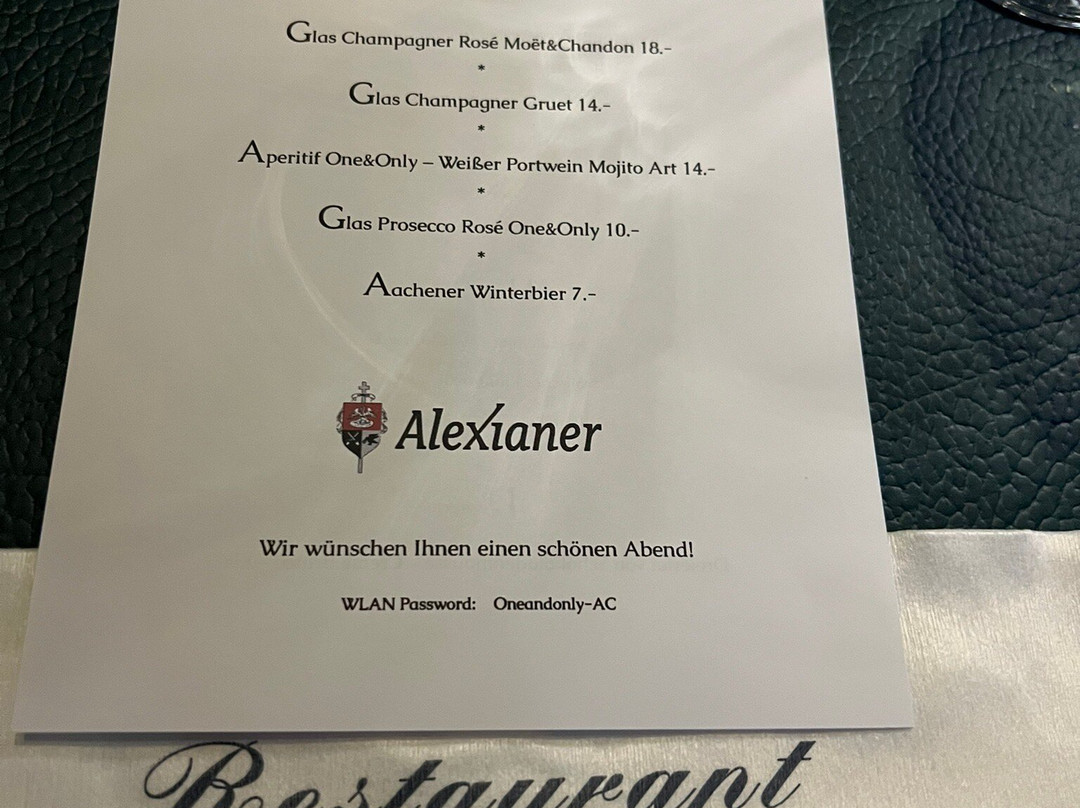 Glas Champagner Rosé Moët&Chandon 18.-
*
Glas Champagner Gruet 14.-
*
Aperitif One&Only – Weißer Portwein Mojito Art 14.-
*
Glas Prosecco Rosé One&Only 10.-
*
Aachener Winterbier 7.-
Alexianer
Wir wünschen Ihnen einen schönen Abend!
WLAN Password: Oneandonly-AC
Restaurant